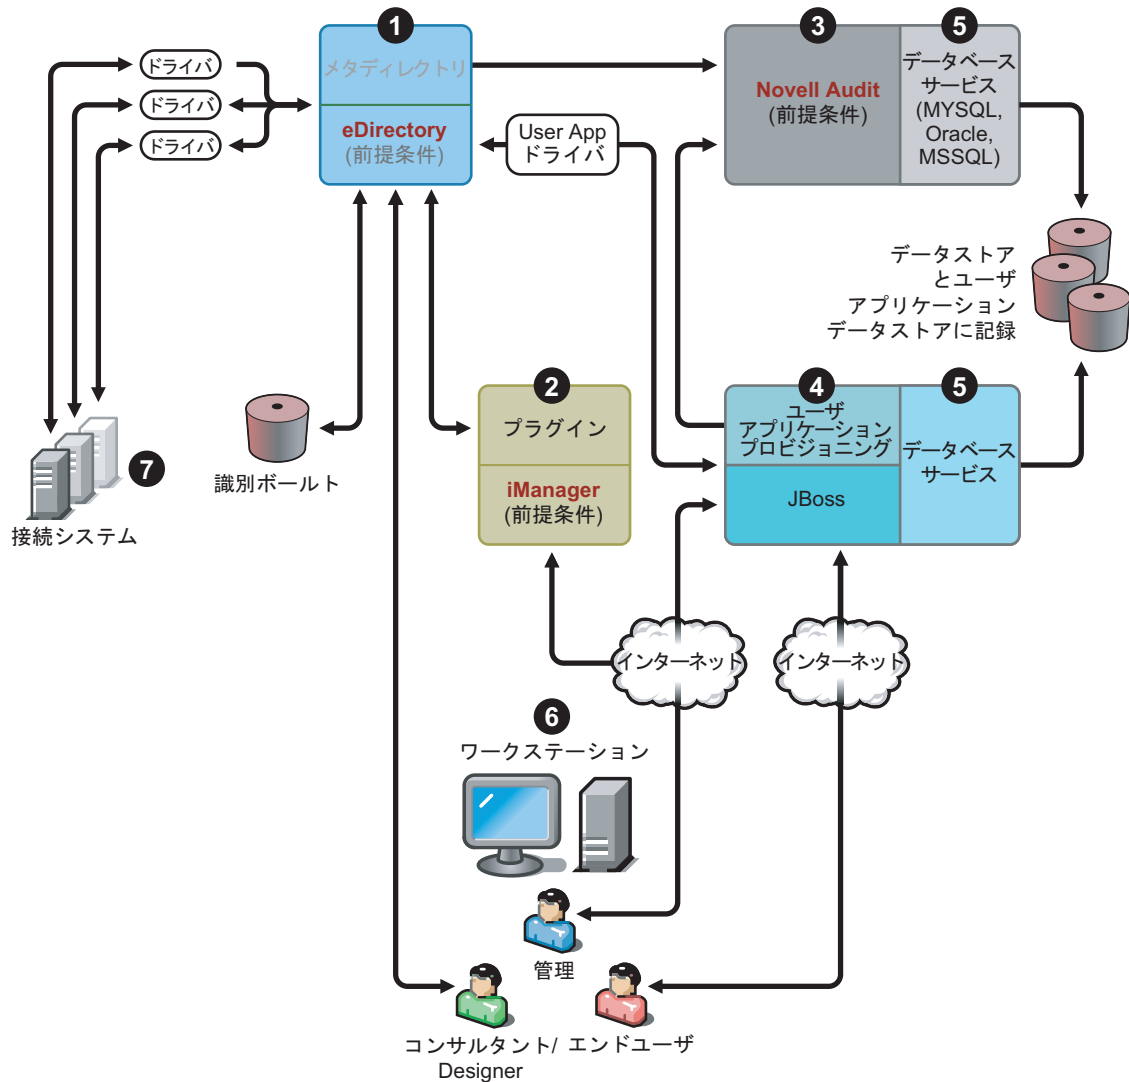 1
3
5
ドライバ
ドライバ
ドライバ
メタディレクトリ
eDirectory
(前提条件)
User App
ドライバ
Novell Audit
(前提条件)
データベース
サービス
(MYSQL,
Oracle,
MSSQL)
データストア
とユーザ
アプリケーション
データストアに記録
2
プラグイン
iManager
(前提条件)
4
ユーザ
アプリケーション
プロビジョニング
JBoss
5
データベース
サービス
7
接続システム
識別ボールト
インターネット
インターネット
6
ワークステーション
管理
コンサルタント/
Designer
エンドユーザ